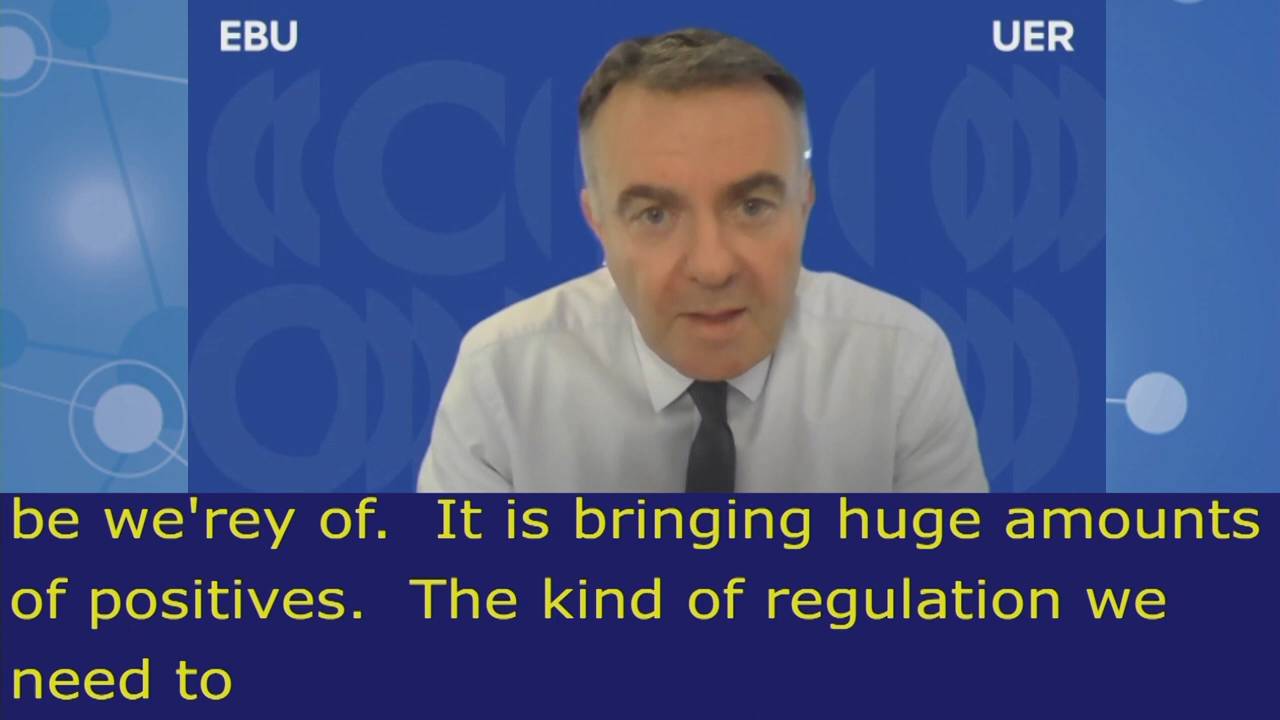 EBU UER
be we'rey of.  It is bringing huge amounts
of positives.  The kind of regulation we
need to